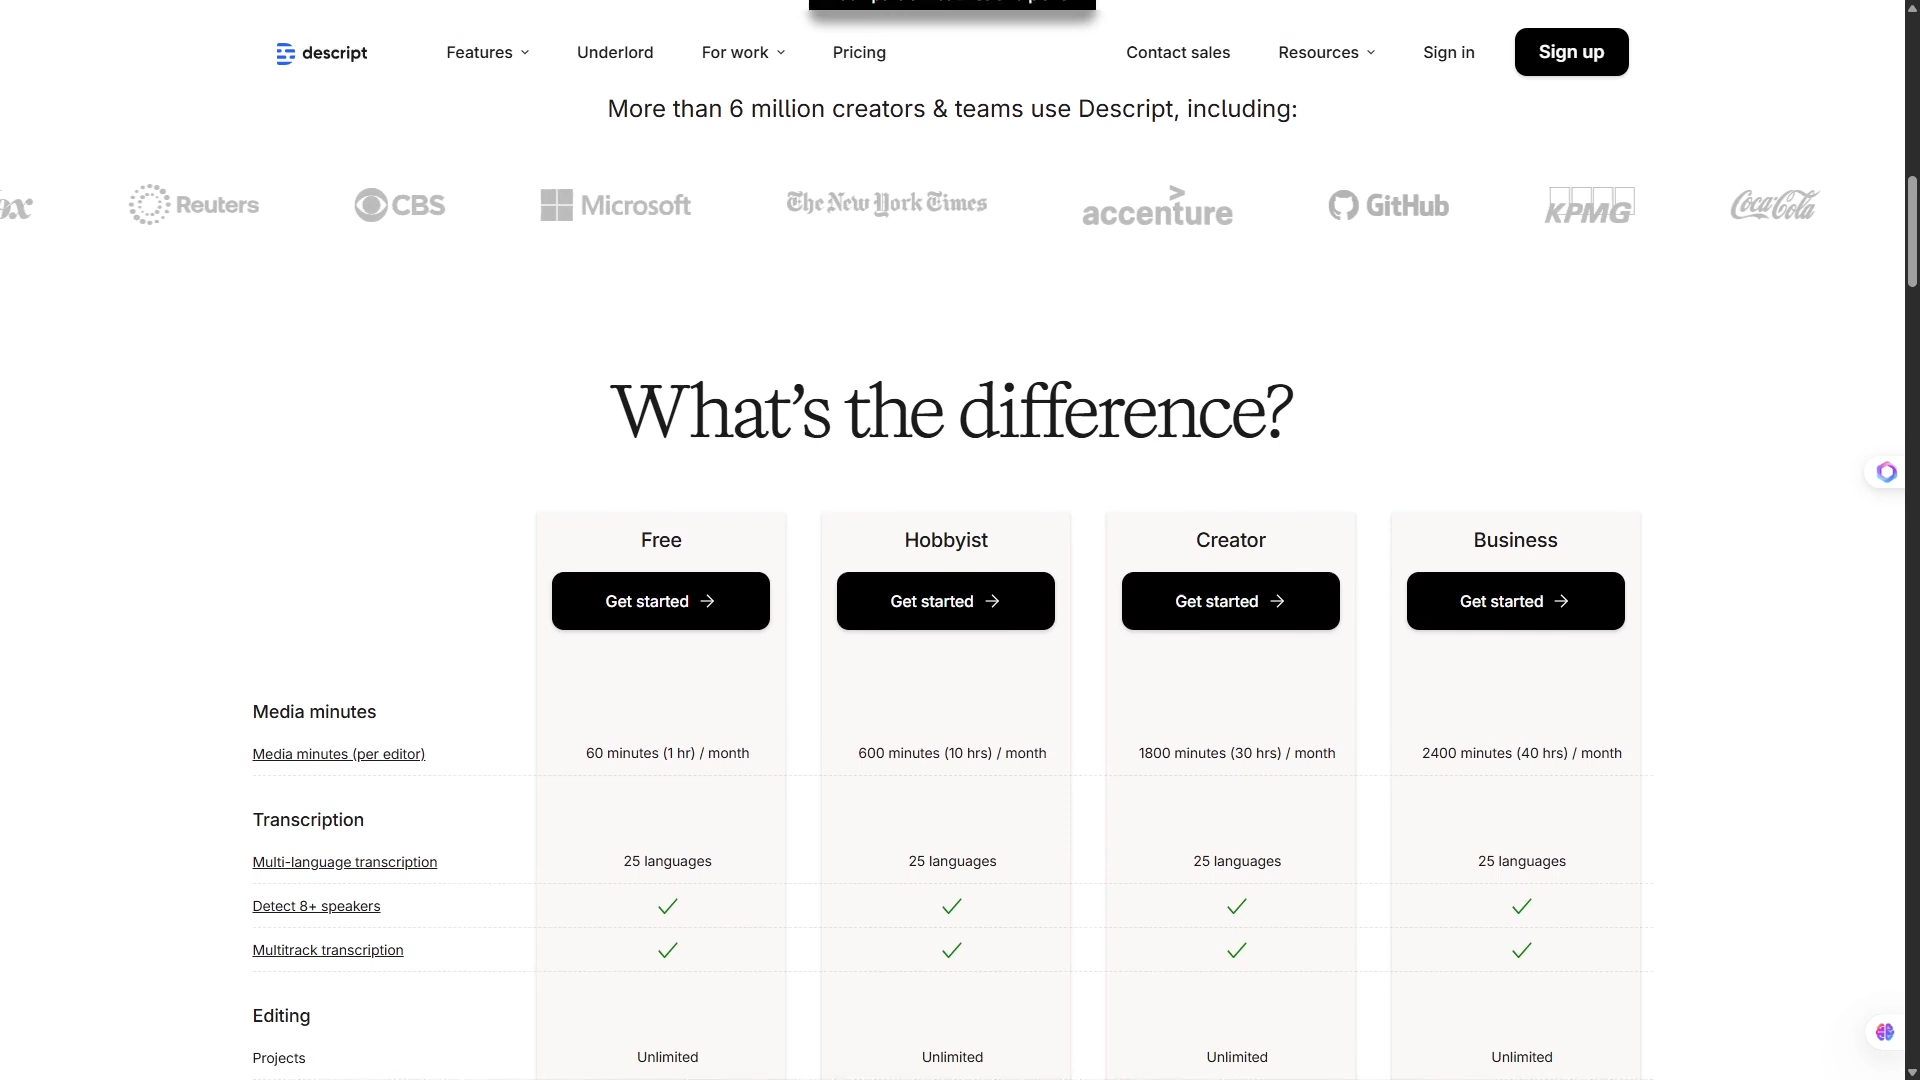 descript
Features
Underlord
For work
Pricing
Contact sales
Resources
Sign in
Sign up
More than 6 million creators & teams use Descript, including:
Reuters
CBS
Microsoft
The New York Times
accenture
GitHub
KPMG
Coca-Cola
What's the difference?
Free
Hobbyist
Creator
Business
Get started →
Get started →
Get started →
Get started →
Media minutes
Media minutes (per editor)
60 minutes (1 hr) / month
600 minutes (10 hrs) / month
1800 minutes (30 hrs) / month
2400 minutes (40 hrs) / month
Transcription
Multi-language transcription
25 languages
25 languages
25 languages
25 languages
Detect 8+ speakers
Multitrack transcription
Editing
Projects
Unlimited
Unlimited
Unlimited
Unlimited